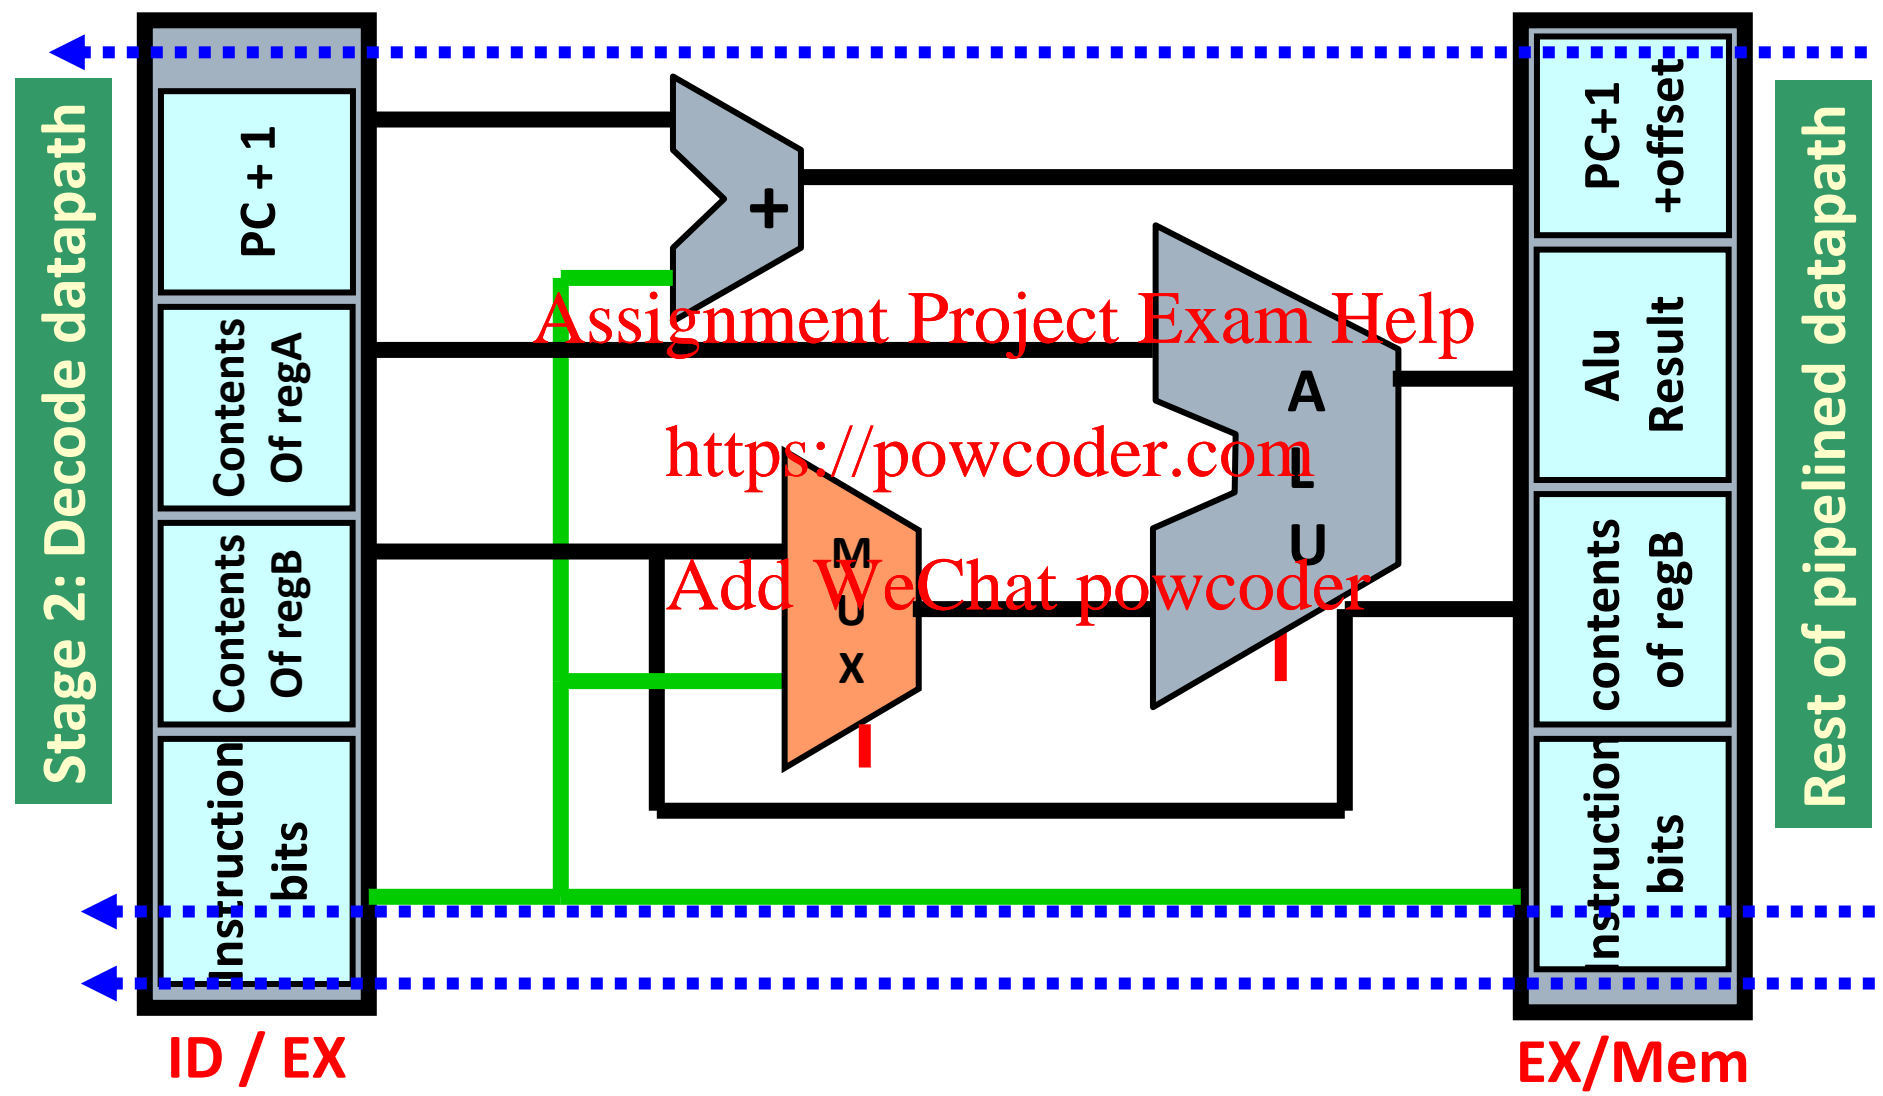 Stage 2: Decode datapath
PC + 1
Contents
Of regA
Contents
Of regB
Instruction
bits
ID / EX
+
Assignment Project Exam Help
https://powcoder.com
Add WeChat powcoder
M
U
X
A
L
U
PC+1
+offset
Alu
Result
contents
of regB
Instruction
bits
EX/Mem
Rest of pipelined datapath